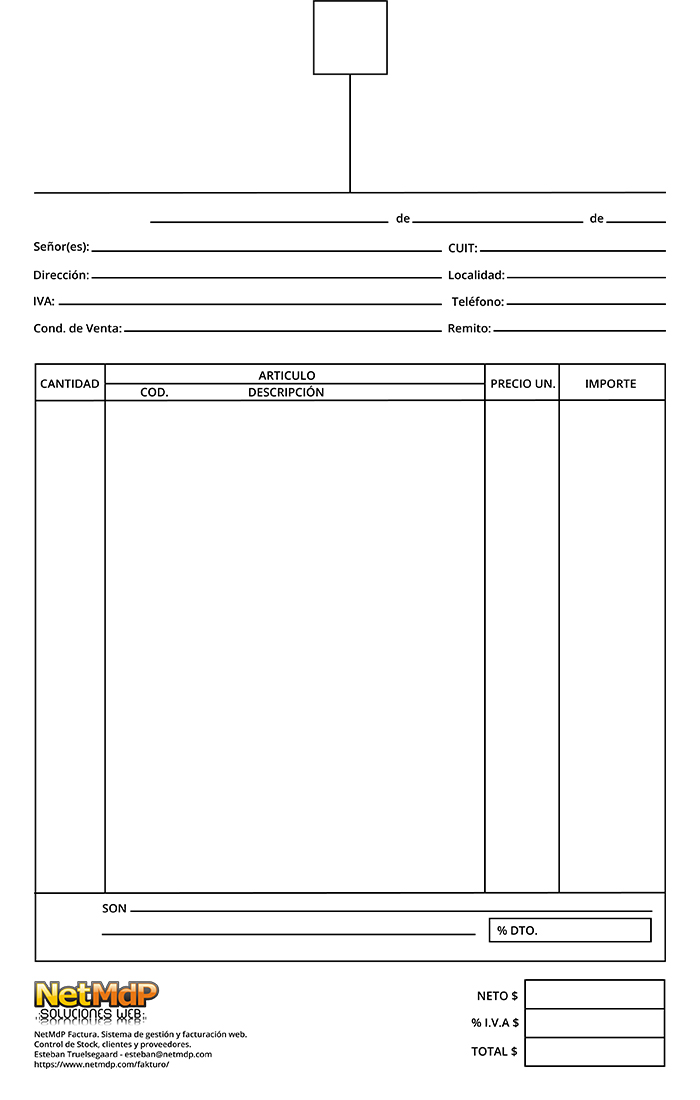 de de
Señor(es): CUIT:
Dirección: Localidad:
IVA: Teléfono:
Cond. de Venta: Remito:
CANTIDAD ARTICULO PRECIO UN. IMPORTE
COD. DESCRIPCIÓN
SON
% DTO.
NetMdP
.:SOLUCIONES WEB:.
NetMdP Factura. Sistema de gestión y facturación web.
Control de Stock, clientes y proveedores.
Esteban Truelsegaard - esteban@netmdp.com
https://www.netmdp.com/fakturo/
NETO $
% I.V.A $
TOTAL $